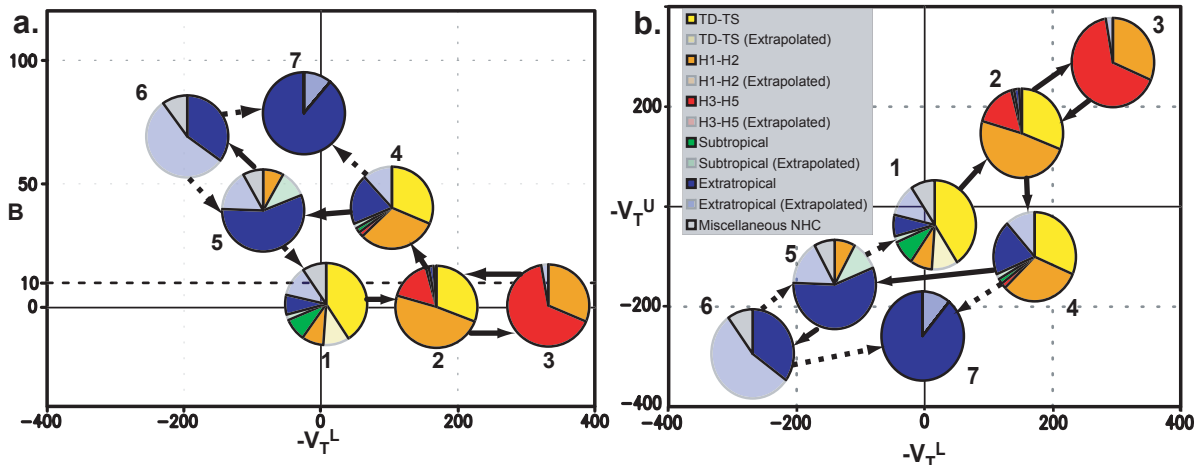 a.
100
50
B
10
0
-400
-200
0
200
400
-V_T^L
6
7
4
5
1
2
3
b.
TD-TS
TD-TS (Extrapolated)
H1-H2
H1-H2 (Extrapolated)
H3-H5
H3-H5 (Extrapolated)
Subtropical
Subtropical (Extrapolated)
Extratropical
Extratropical (Extrapolated)
Miscellaneous NHC
200
-V_T^U
-200
-400
-400
-200
0
200
400
-V_T^L
3
2
1
5
4
6
7